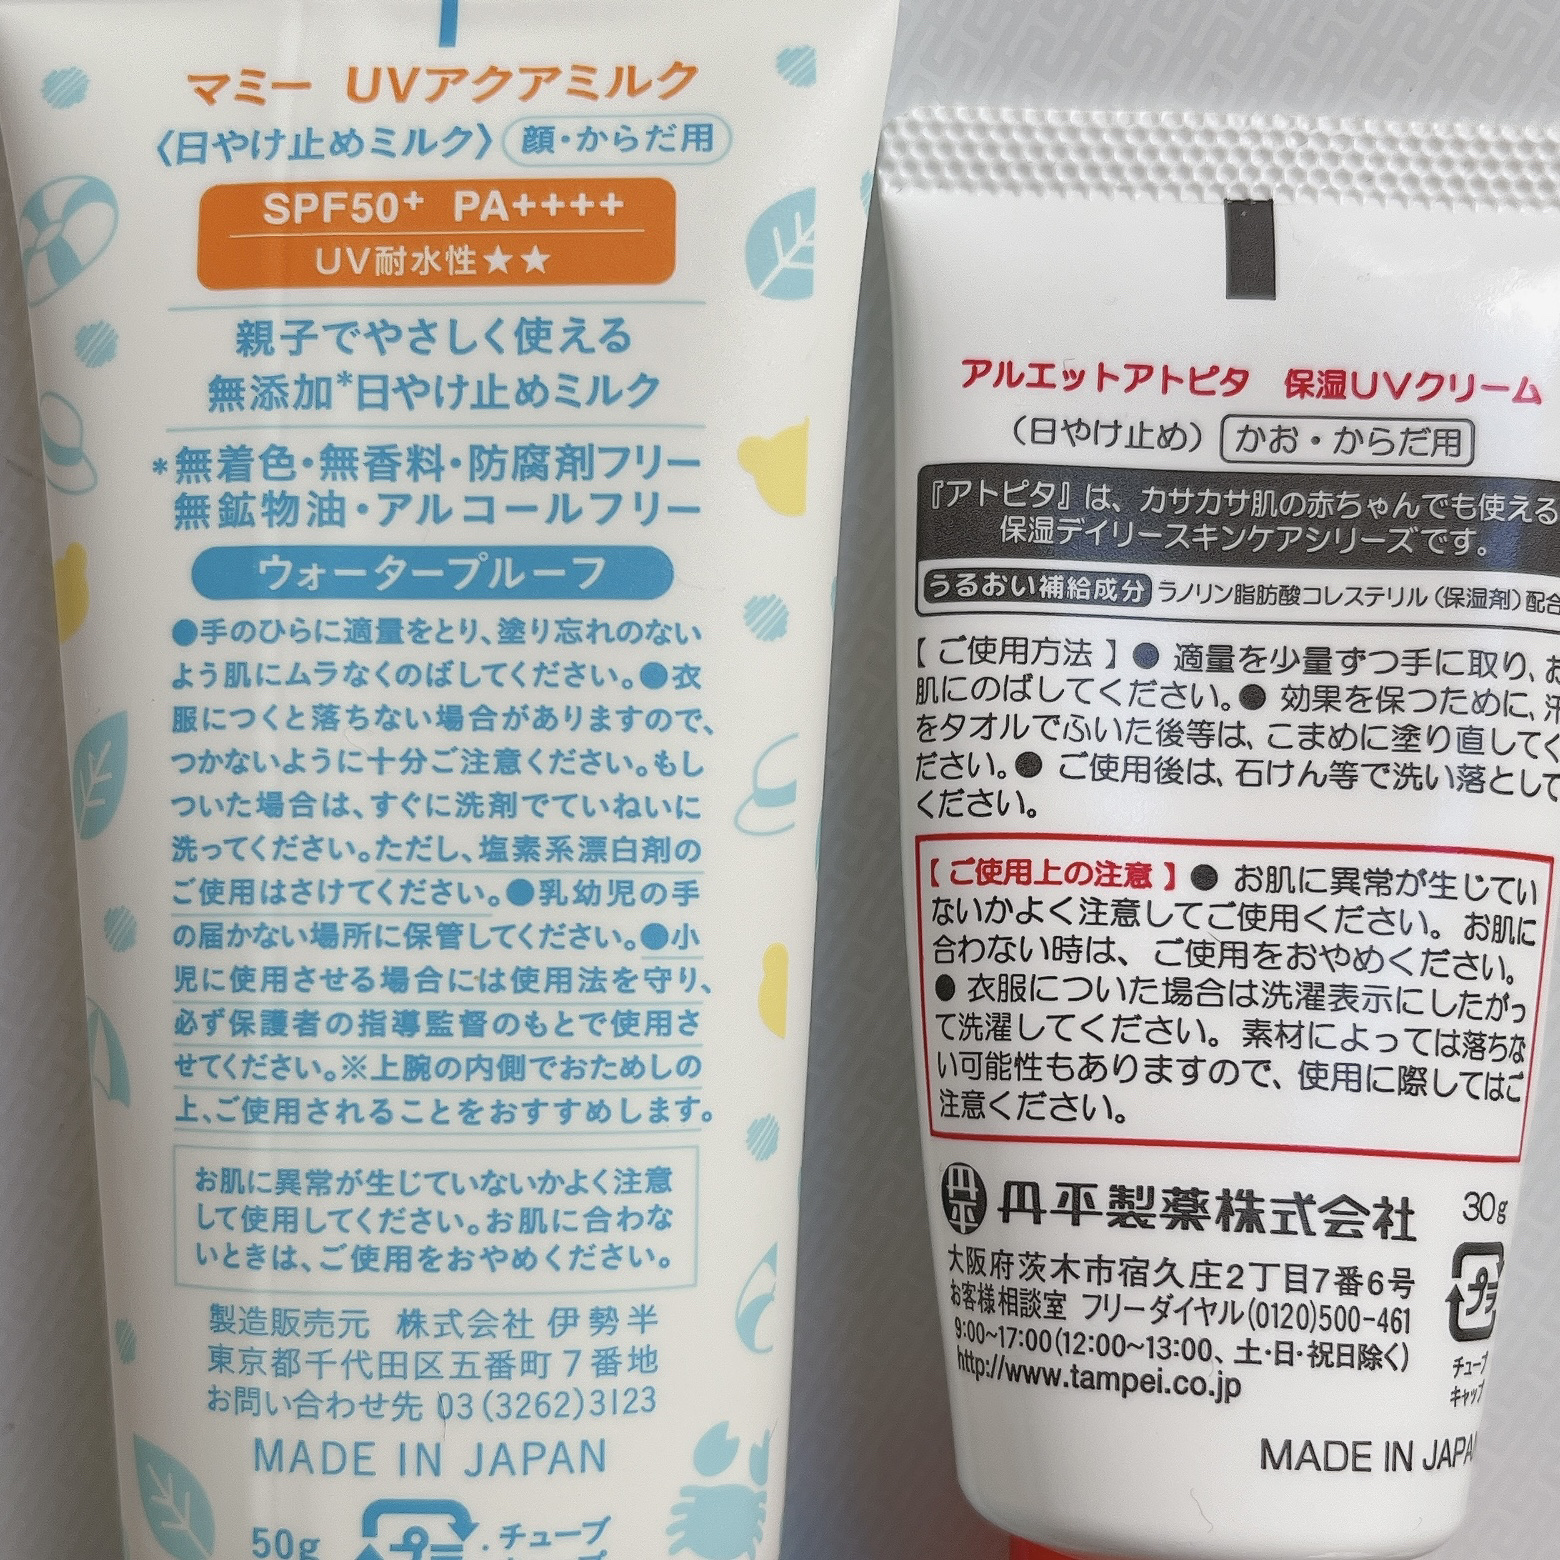 マミー UVアクアミルク
〈日やけ止めミルク〉 顔・からだ用
SPF50+ PA++++
UV耐水性★★
親子でやさしく使える
無添加*日やけ止めミルク
*無着色・無香料・防腐剤フリー
無鉱物油・アルコールフリー
ウォータープルーフ
●手のひらに適量をとり、塗り忘れのない
よう肌にムラなくのばしてください。●衣
服につくと落ちない場合がありますので、
つかないように十分ご注意ください。もし
ついた場合は、すぐに洗剤でていねいに
洗ってください。ただし、塩素系漂白剤の
ご使用はさけてください。●乳幼児の手
の届かない場所に保管してください。●小
児に使用させる場合には使用法を守り、
必ず保護者の指導監督のもとで使用さ
せてください。※上腕の内側でおためしの
上、ご使用されることをおすすめします。
お肌に異常が生じていないかよく注意
して使用してください。お肌に合わな
いときは、ご使用をおやめください。
製造販売元 株式会社 伊勢半
東京都千代田区五番町7番地
お問い合わせ先 03(3262)3123
MADE IN JAPAN
50g
プラ
チューブ
アルエットアトピタ 保湿UVクリーム
(日やけ止め) かお・からだ用
『アトピタ』は、カサカサ肌の赤ちゃんでも使える
保湿デイリースキンケアシリーズです。
うるおい補給成分 ラノリン脂肪酸コレステリル(保湿剤)配合
【ご使用方法】● 適量を少量ずつ手に取り、お
肌にのばしてください。● 効果を保つために、汗
をタオルでふいた後等は、こまめに塗り直してく
ださい。● ご使用後は、石けん等で洗い落として
ください。
【ご使用上の注意】● お肌に異常が生じてい
ないかよく注意してご使用ください。お肌に
合わない時は、ご使用をおやめください。
● 衣服についた場合は洗濯表示にしたがっ
て洗濯してください。素材によっては落ちな
い可能性もありますので、使用に際してはご
注意ください。
丹平製薬株式会社 30g
大阪府茨木市宿久庄2丁目7番6号
お客様相談室 フリーダイヤル(0120)500-461
9:00~17:00(12:00~13:00、土・日・祝日除く)
http://www.tampei.co.jp
プラ
チューブ
キャップ
MADE IN JAPAN